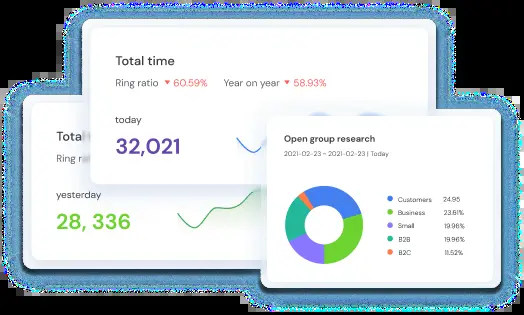 Total time
Ring ratio ▼ 60.59% Year on year ▼ 58.93%
today
32,021
Total
Ring ra
yesterday
28, 336
Open group research
2021-02-23 ~ 2021-02-23 | Today
Customers 24.95
Business 23.61%
Small 19.96%
B2B 19.96%
B2C 11.52%